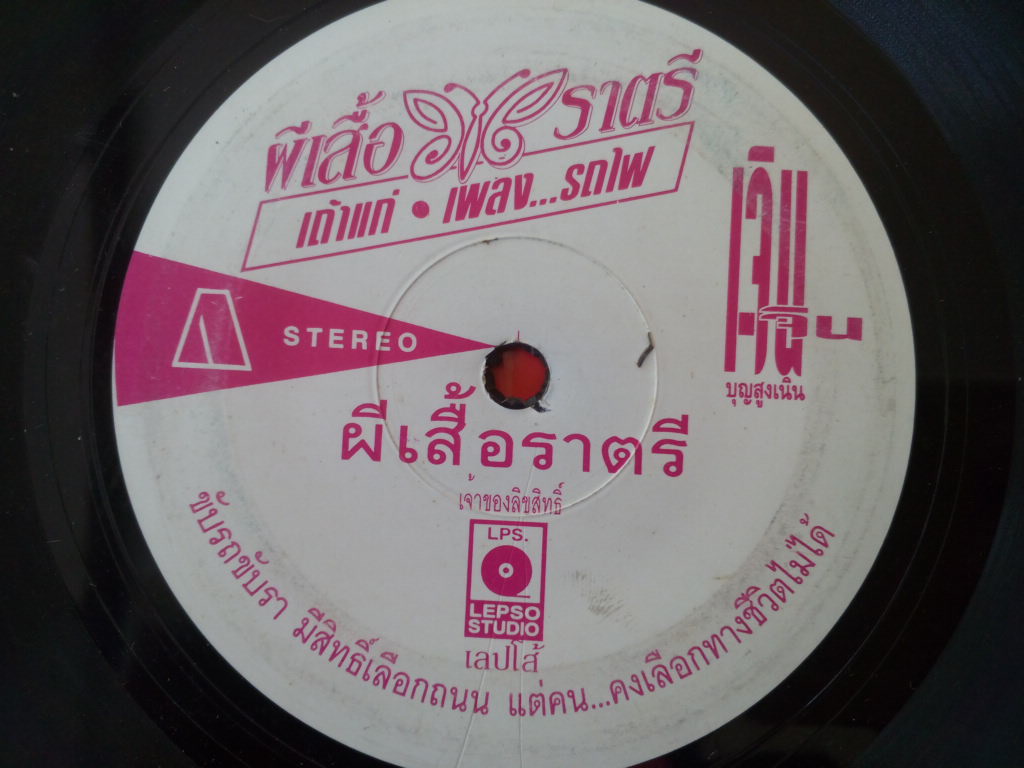 ผีเสื้อราตรี
เถ้าแก่ • เพลง...รถไฟ
เจิน-เจิน
บุญสูงเนิน
STEREO
ผีเสื้อราตรี
เจ้าของลิขสิทธิ์
LPS.
LEPSO
STUDIO
เลปโส้
ขับรถขับรา มีสิทธิ์เลือกถนน แต่คน...คงเลือกทางชีวิตไม่ได้